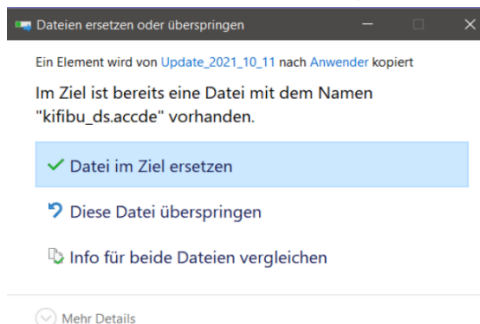 Dateien ersetzen oder überspringen
Ein Element wird von Update_2021_10_11 nach Anwender kopiert
Im Ziel ist bereits eine Datei mit dem Namen
"kifibu_ds.accde" vorhanden.
Datei im Ziel ersetzen
Diese Datei überspringen
Info für beide Dateien vergleichen
Mehr Details